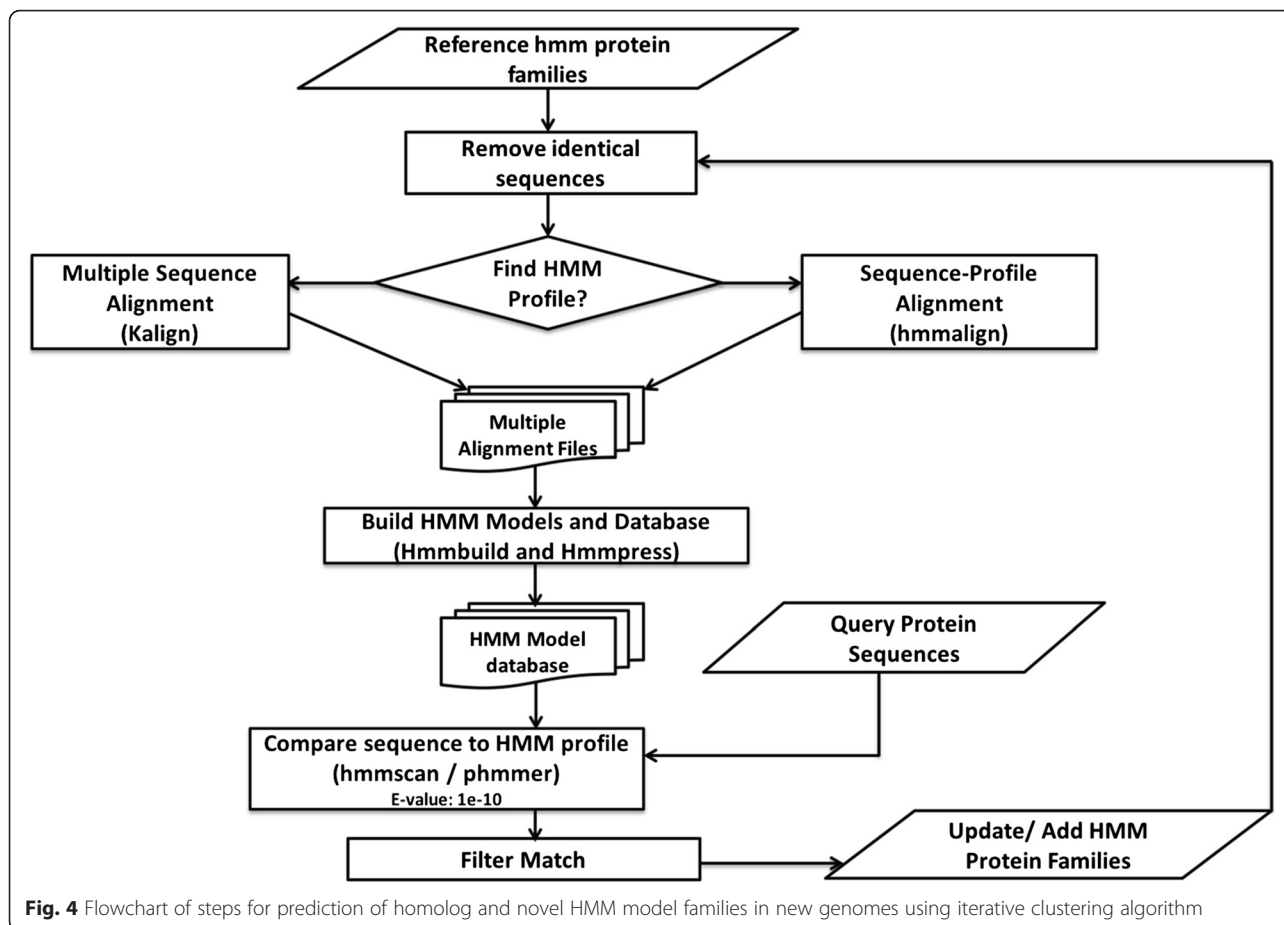 Reference hmm protein
families
Remove identical
sequences
Find HMM
Profile?
Multiple Sequence
Alignment
(Kalign)
Sequence-Profile
Alignment
(hmmalign)
Multiple
Alignment Files
Build HMM Models and Database
(Hmmbuild and Hmmpress)
HMM Model
database
Query Protein
Sequences
Compare sequence to HMM profile
(hmmscan / phmmer)
E-value: 1e-10
Filter Match
Update/ Add HMM
Protein Families
Fig. 4 Flowchart of steps for prediction of homolog and novel HMM model families in new genomes using iterative clustering algorithm